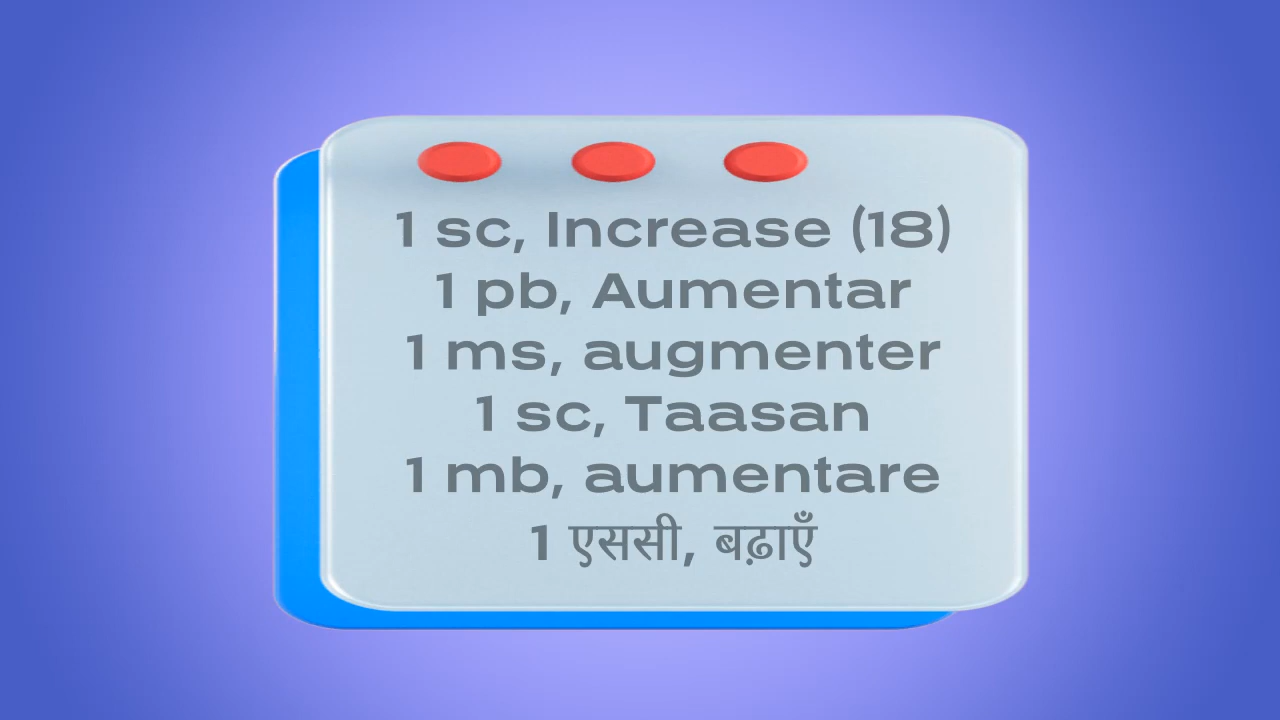 1 sc, Increase (18)
1 pb, Aumentar
1 ms, augmenter
1 sc, Taasan
1 mb, aumentare
1 एससी, बढ़ाएँ